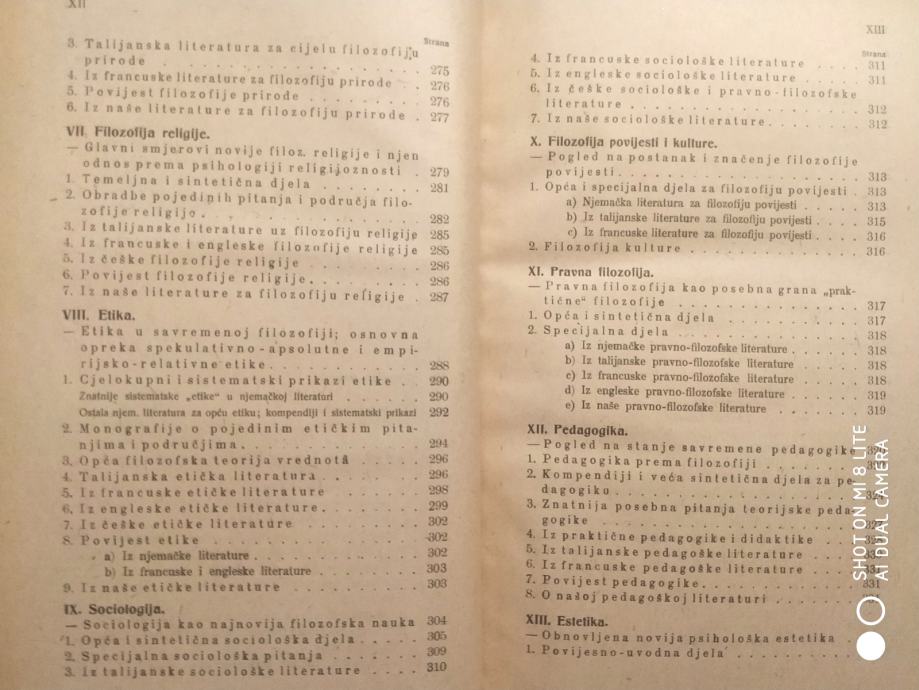 XII
Strana
3. Talijanska literatura za cijelu filozofiju
prirode . . . . . . . . . . . . . . . 275
4. Iz francuske literature za filozofiju prirode . . 276
5. Povijest filozofije prirode . . . . . . . . 276
6. Iz naše literature za filozofiju prirode . 277
VII. Filozofija religije.
— Glavni smjerovi novije filoz. religije i njen
odnos prema psihologiji religijoznosti . 279
1. Temeljna i sintetična djela . . . . . . . 281
2. Obradbe pojedinih pitanja i područja filo-
zofije religije . . . . . . . . . . . . . 282
3. Iz talijanske literature uz filozofiju religije 285
4. Iz francuske i engleske filozofije religije 285
5. Iz češke filozofije religije . . . . . . . . 286
6. Povijest filozofije religije . . . . . . . . 286
7. Iz naše literature za filozofiju religije . 287
VIII. Etika.
— Etika u savremenoj filozofiji; osnovna
opreka spekulativno-apsolutne i empi-
rijsko-relativne etike . . . . . . . . . . 288
1. Cjelokupni i sistematski prikazi etike . . 290
Znatnije sistematske „etike" u njemačkoj literaturi . . . 290
Ostala njem. literatura za opću etiku; kompendiji i sistematski prikazi 292
2. Monografije o pojedinim etičkim pita-
njima i područjima . . . . . . . . . . . 294
3. Opća filozofska teorija vrednotâ . . . . . 296
4. Talijanska etička literatura . . . . . . . 296
5. Iz francuske etičke literature . . . . . . 298
6. Iz engleske etičke literature . . . . . . . 299
7. Iz češke etičke literature . . . . . . . . 302
8. Povijest etike . . . . . . . . . . . . . 302
a) Iz njemačke literature . . . . . . . . . 302
b) Iz francuske i engleske literature . . . . . 303
9. Iz naše etičke literature . . . . . . . . 303
IX. Sociologija.
— Sociologija kao najnovija filozofska nauka 304
1. Opća i sintetična sociološka djela . . . . . 305
2. Specijalna sociološka pitanja . . . . . . 309
3. Iz talijanske sociološke literature . . . . . 310
XIII
Strana
4. Iz francuske sociološke literature . . . . 311
5. Iz engleske sociološke literature . . . . . 311
6. Iz češke sociološke i pravno-filozofske
literature . . . . . . . . . . . . . . 312
7. Iz naše sociološke literature . . . . . . . 312
X. Filozofija povijesti i kulture.
— Pogled na postanak i značenje filozofije
povijesti . . . . . . . . . . . . . . . 313
1. Opća i specijalna djela za filozofiju povijesti . 313
a) Njemačka literatura za filozofiju povijesti . . . 313
b) Iz talijanske literature za filozofiju povijesti . . . 315
c) Iz francuske literature za filozofiju povijesti . . . 316
2. Filozofija kulture . . . . . . . . . . . 316
XI. Pravna filozofija.
— Pravna filozofija kao posebna grana „prak-
tične" filozofije . . . . . . . . . . . . 317
1. Opća i sintetična djela . . . . . . . . . 317
2. Specijalna djela . . . . . . . . . . . . 318
a) Iz njemačke pravno-filozofske literature . . . . . 318
b) Iz talijanske pravno-filozofske literature . . . . . 318
c) Iz francuske pravno-filozofske literature . . . . . 318
d) Iz engleske pravno-filozofske literature . . . . . 319
e) Iz naše pravno-filozofske literature . . . . . . 319
XII. Pedagogika.
— Pogled na stanje savremene pedagogike
1. Pedagogika prema filozofiji . . . . . . .
2. Kompendiji i veća sintetična djela za pe-
dagogiku . . . . . . . . . . . . . . .
3. Znatnija posebna pitanja teorijske peda-
gogike . . . . . . . . . . . . . . . .
4. Iz praktične pedagogike i didaktike . . .
5. Iz talijanske pedagoške literature . . . .
6. Iz francuske pedagoške literature . . . .
7. Povijest pedagogike . . . . . . . . . . 331
8. O našoj pedagoškoj literaturi . . . . . .
XIII. Estetika.
— Obnovljena novija psihološka estetika . .
1. Povijesno-uvodna djela . . . . . . . .
SHOT ON MI 8 LITE
AI DUAL CAMERA